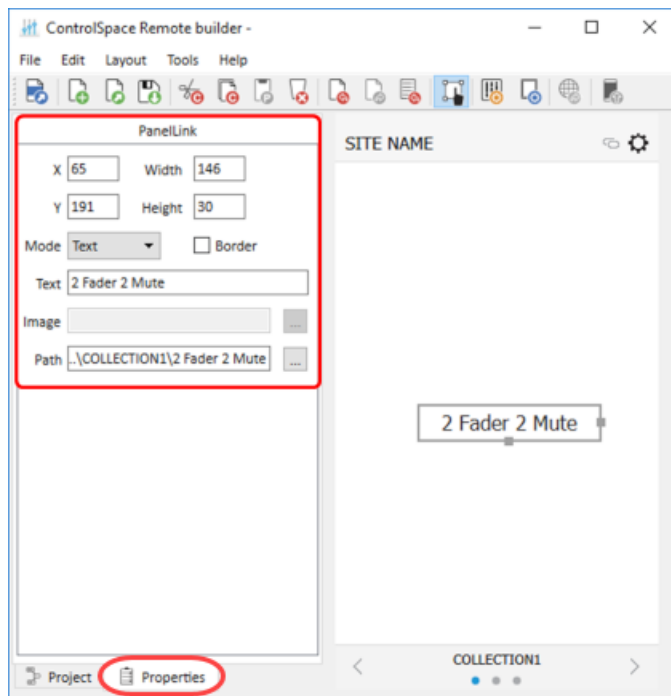 ControlSpace Remote builder -
File Edit Layout Tools Help
PanelLink
X 65 Width 146
Y 191 Height 30
Mode Text Border
Text 2 Fader 2 Mute
Image ...
Path ..\COLLECTION1\2 Fader 2 Mute ...
Project Properties
SITE NAME
2 Fader 2 Mute
COLLECTION1